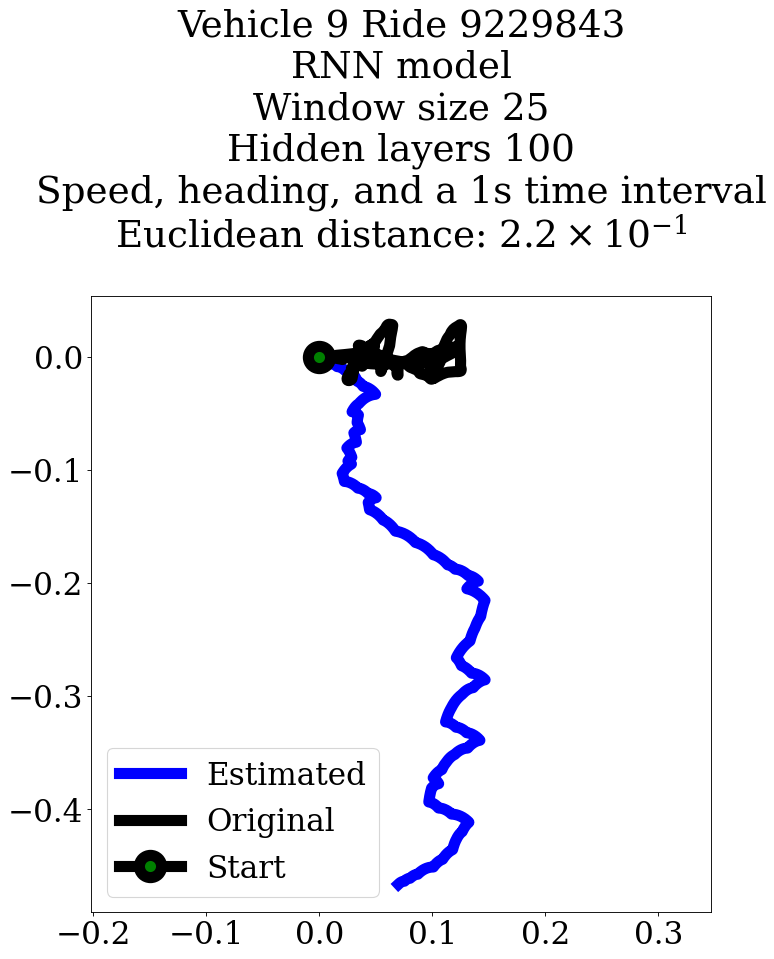 Vehicle 9 Ride 9229843
RNN model
Window size 25
Hidden layers 100
Speed, heading, and a 1s time interval
Euclidean distance: 2.2 × 10⁻¹
0.0
−0.1
−0.2
−0.3
−0.4
Estimated
Original
Start
−0.2 −0.1 0.0 0.1 0.2 0.3